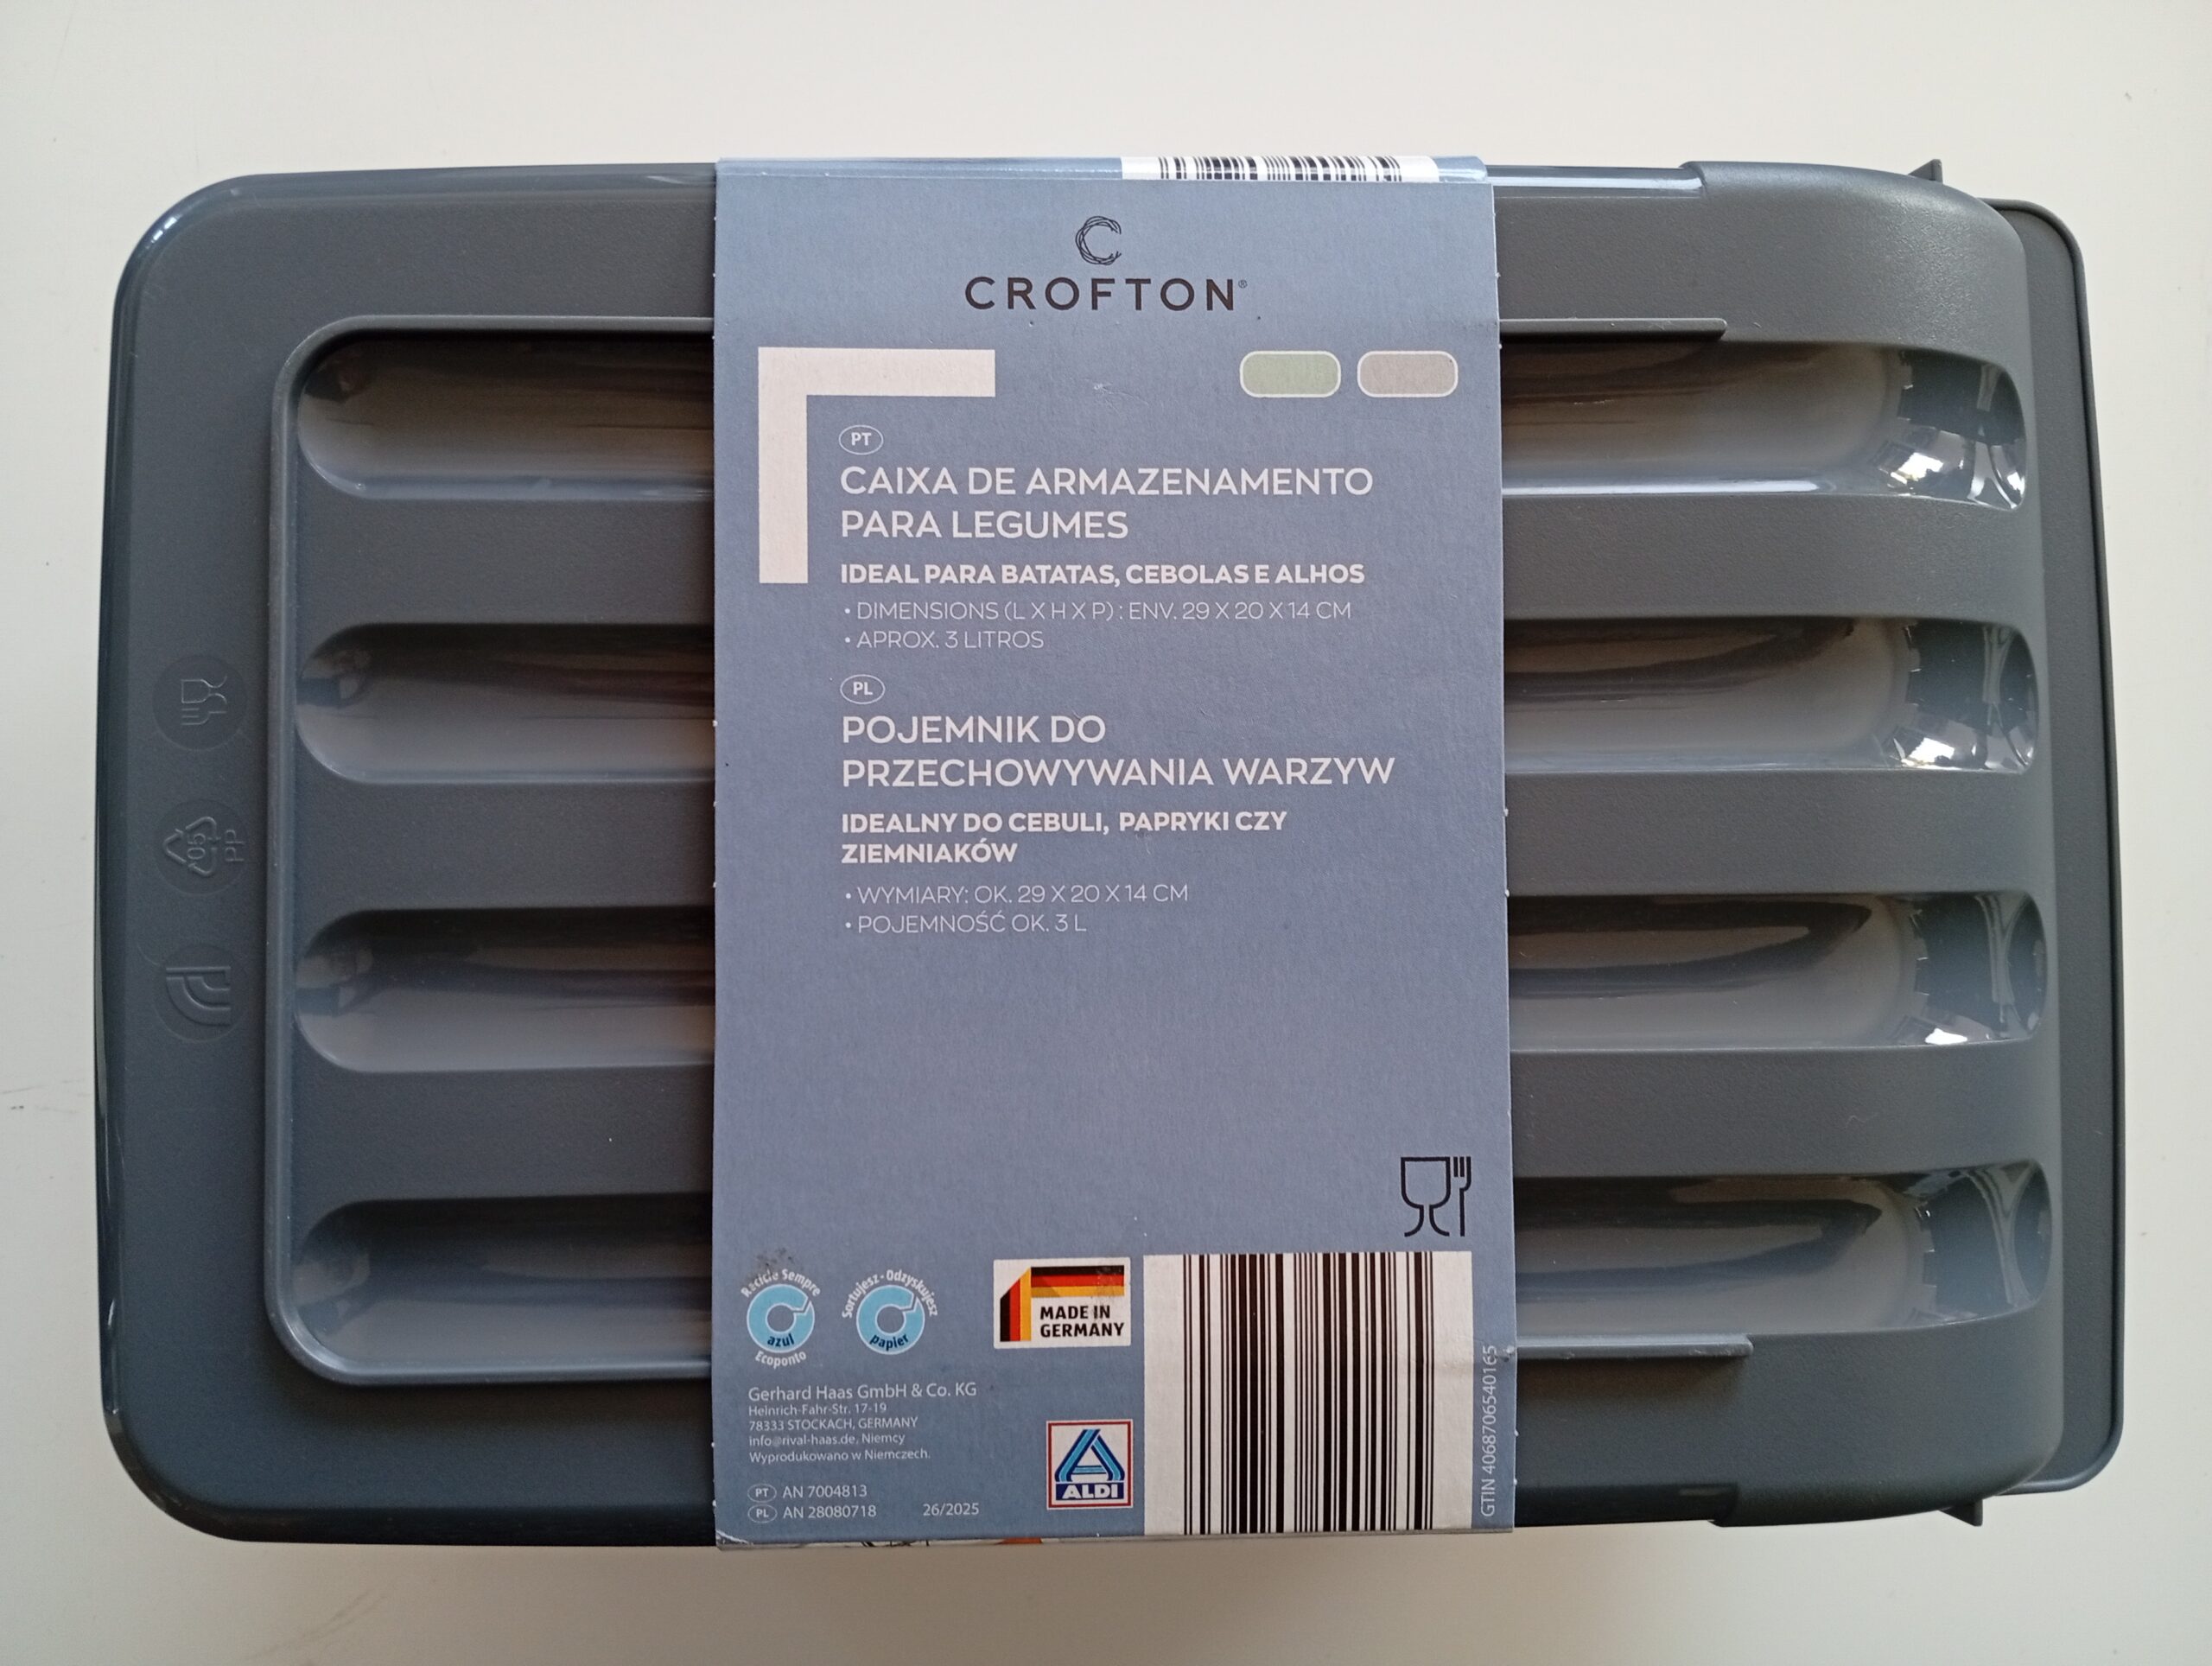 CROFTON®
PT
CAIXA DE ARMAZENAMENTO
PARA LEGUMES
IDEAL PARA BATATAS, CEBOLAS E ALHOS
• DIMENSIONS (L X H X P) : ENV. 29 X 20 X 14 CM
• APROX. 3 LITROS
PL
POJEMNIK DO
PRZECHOWYWANIA WARZYW
IDEALNY DO CEBULI, PAPRYKI CZY
ZIEMNIAKÓW
• WYMIARY: OK. 29 X 20 X 14 CM
• POJEMNOŚĆ OK. 3 L
05
PP
Recicle Sempre
azul
Ecoponto
Sortujesz - Odzyskujesz
papier
MADE IN
GERMANY
Gerhard Haas GmbH & Co. KG
Heinrich-Fahr-Str. 17-19
78333 STOCKACH, GERMANY
info@rival-haas.de, Niemcy
Wyprodukowano w Niemczech.
PT AN 7004813
PL AN 28080718 26/2025
ALDI
GTIN 4068706540165